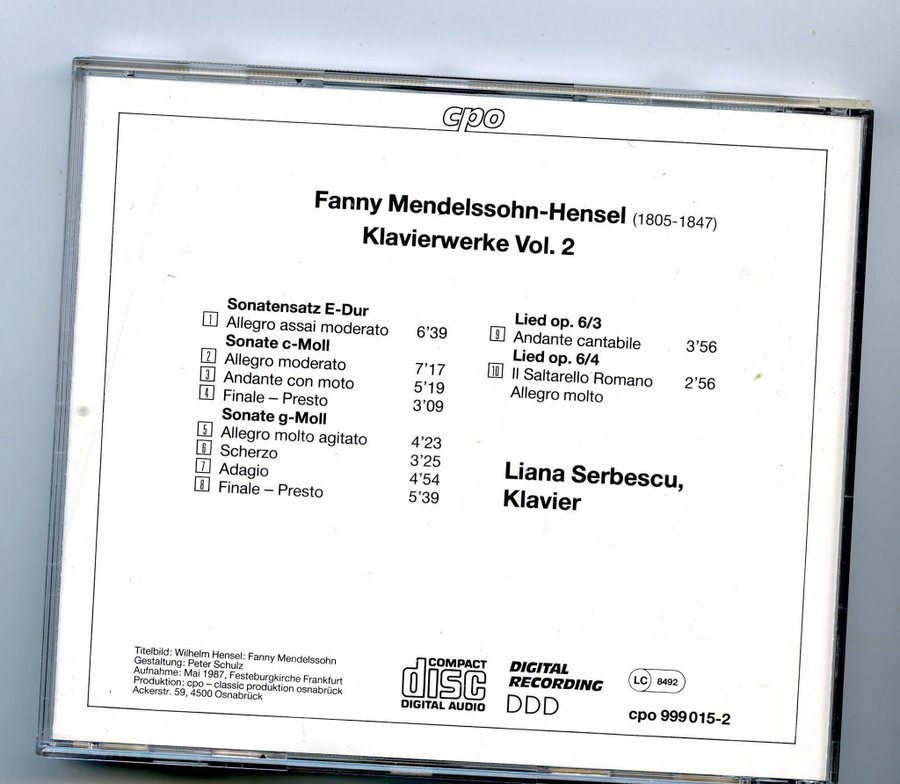 cpo
Fanny Mendelssohn-Hensel (1805-1847)
Klavierwerke Vol. 2
Sonatensatz E-Dur
1 Allegro assai moderato 6'39
Sonate c-Moll
2 Allegro moderato 7'17
3 Andante con moto 5'19
4 Finale – Presto 3'09
Sonate g-Moll
5 Allegro molto agitato 4'23
6 Scherzo 3'25
7 Adagio 4'54
8 Finale – Presto 5'39
Lied op. 6/3
9 Andante cantabile 3'56
Lied op. 6/4
10 Il Saltarello Romano 2'56
Allegro molto
Liana Serbescu,
Klavier
Titelbild: Wilhelm Hensel: Fanny Mendelssohn
Gestaltung: Peter Schulz
Aufnahme: Mai 1987, Festeburgkirche Frankfurt
Produktion: cpo – classic produktion osnabrück
Ackerstr. 59, 4500 Osnabrück
COMPACT
disc
DIGITAL AUDIO
DIGITAL
RECORDING
DDD
LC 8492
cpo 999 015-2